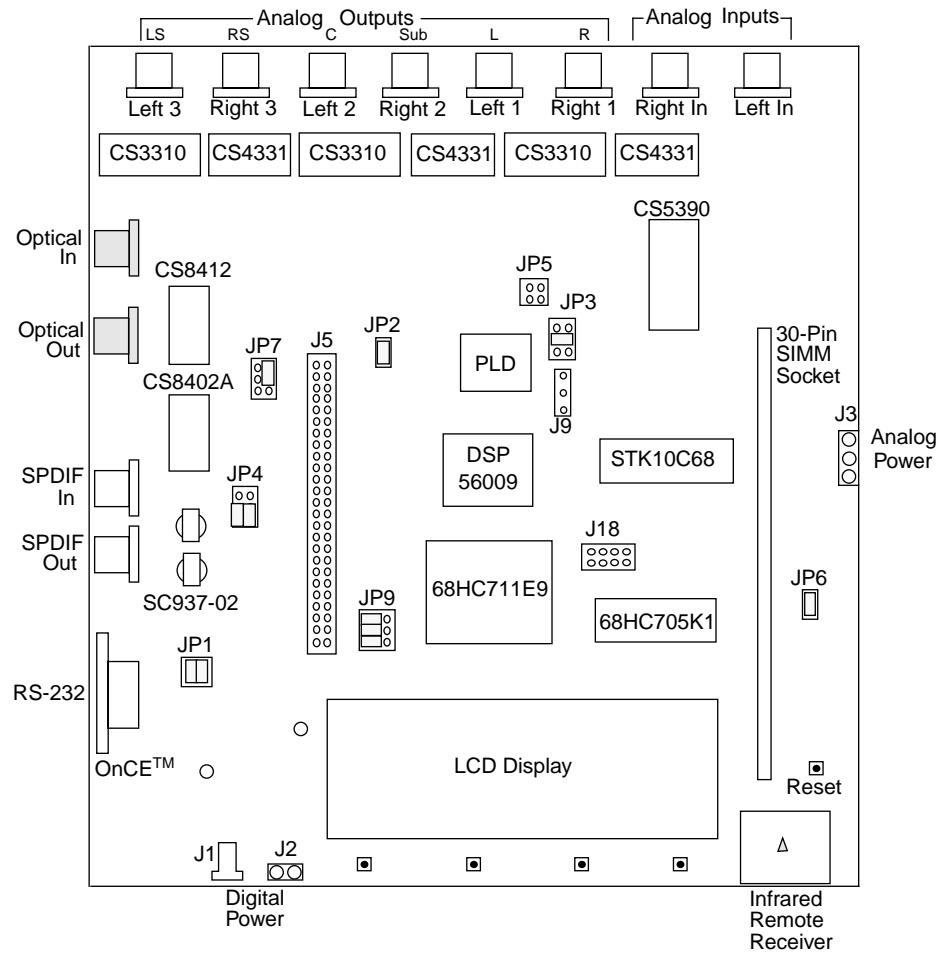 Analog Outputs
Analog Inputs
LS RS C Sub L R
Left 3 Right 3 Left 2 Right 2 Left 1 Right 1 Right In Left In
CS3310 CS4331 CS3310 CS4331 CS3310 CS4331
CS5390
Optical
In
CS8412
JP5
JP3
Optical
Out
JP7
J5
JP2
PLD
30-Pin
SIMM
Socket
CS8402A
J9
J3
Analog
Power
DSP
56009
STK10C68
SPDIF
In
JP4
SPDIF
Out
J18
SC937-02
68HC711E9
JP9
68HC705K1
JP6
JP1
RS-232
OnCE™
LCD Display
Reset
J1
J2
Digital
Power
Infrared
Remote
Receiver